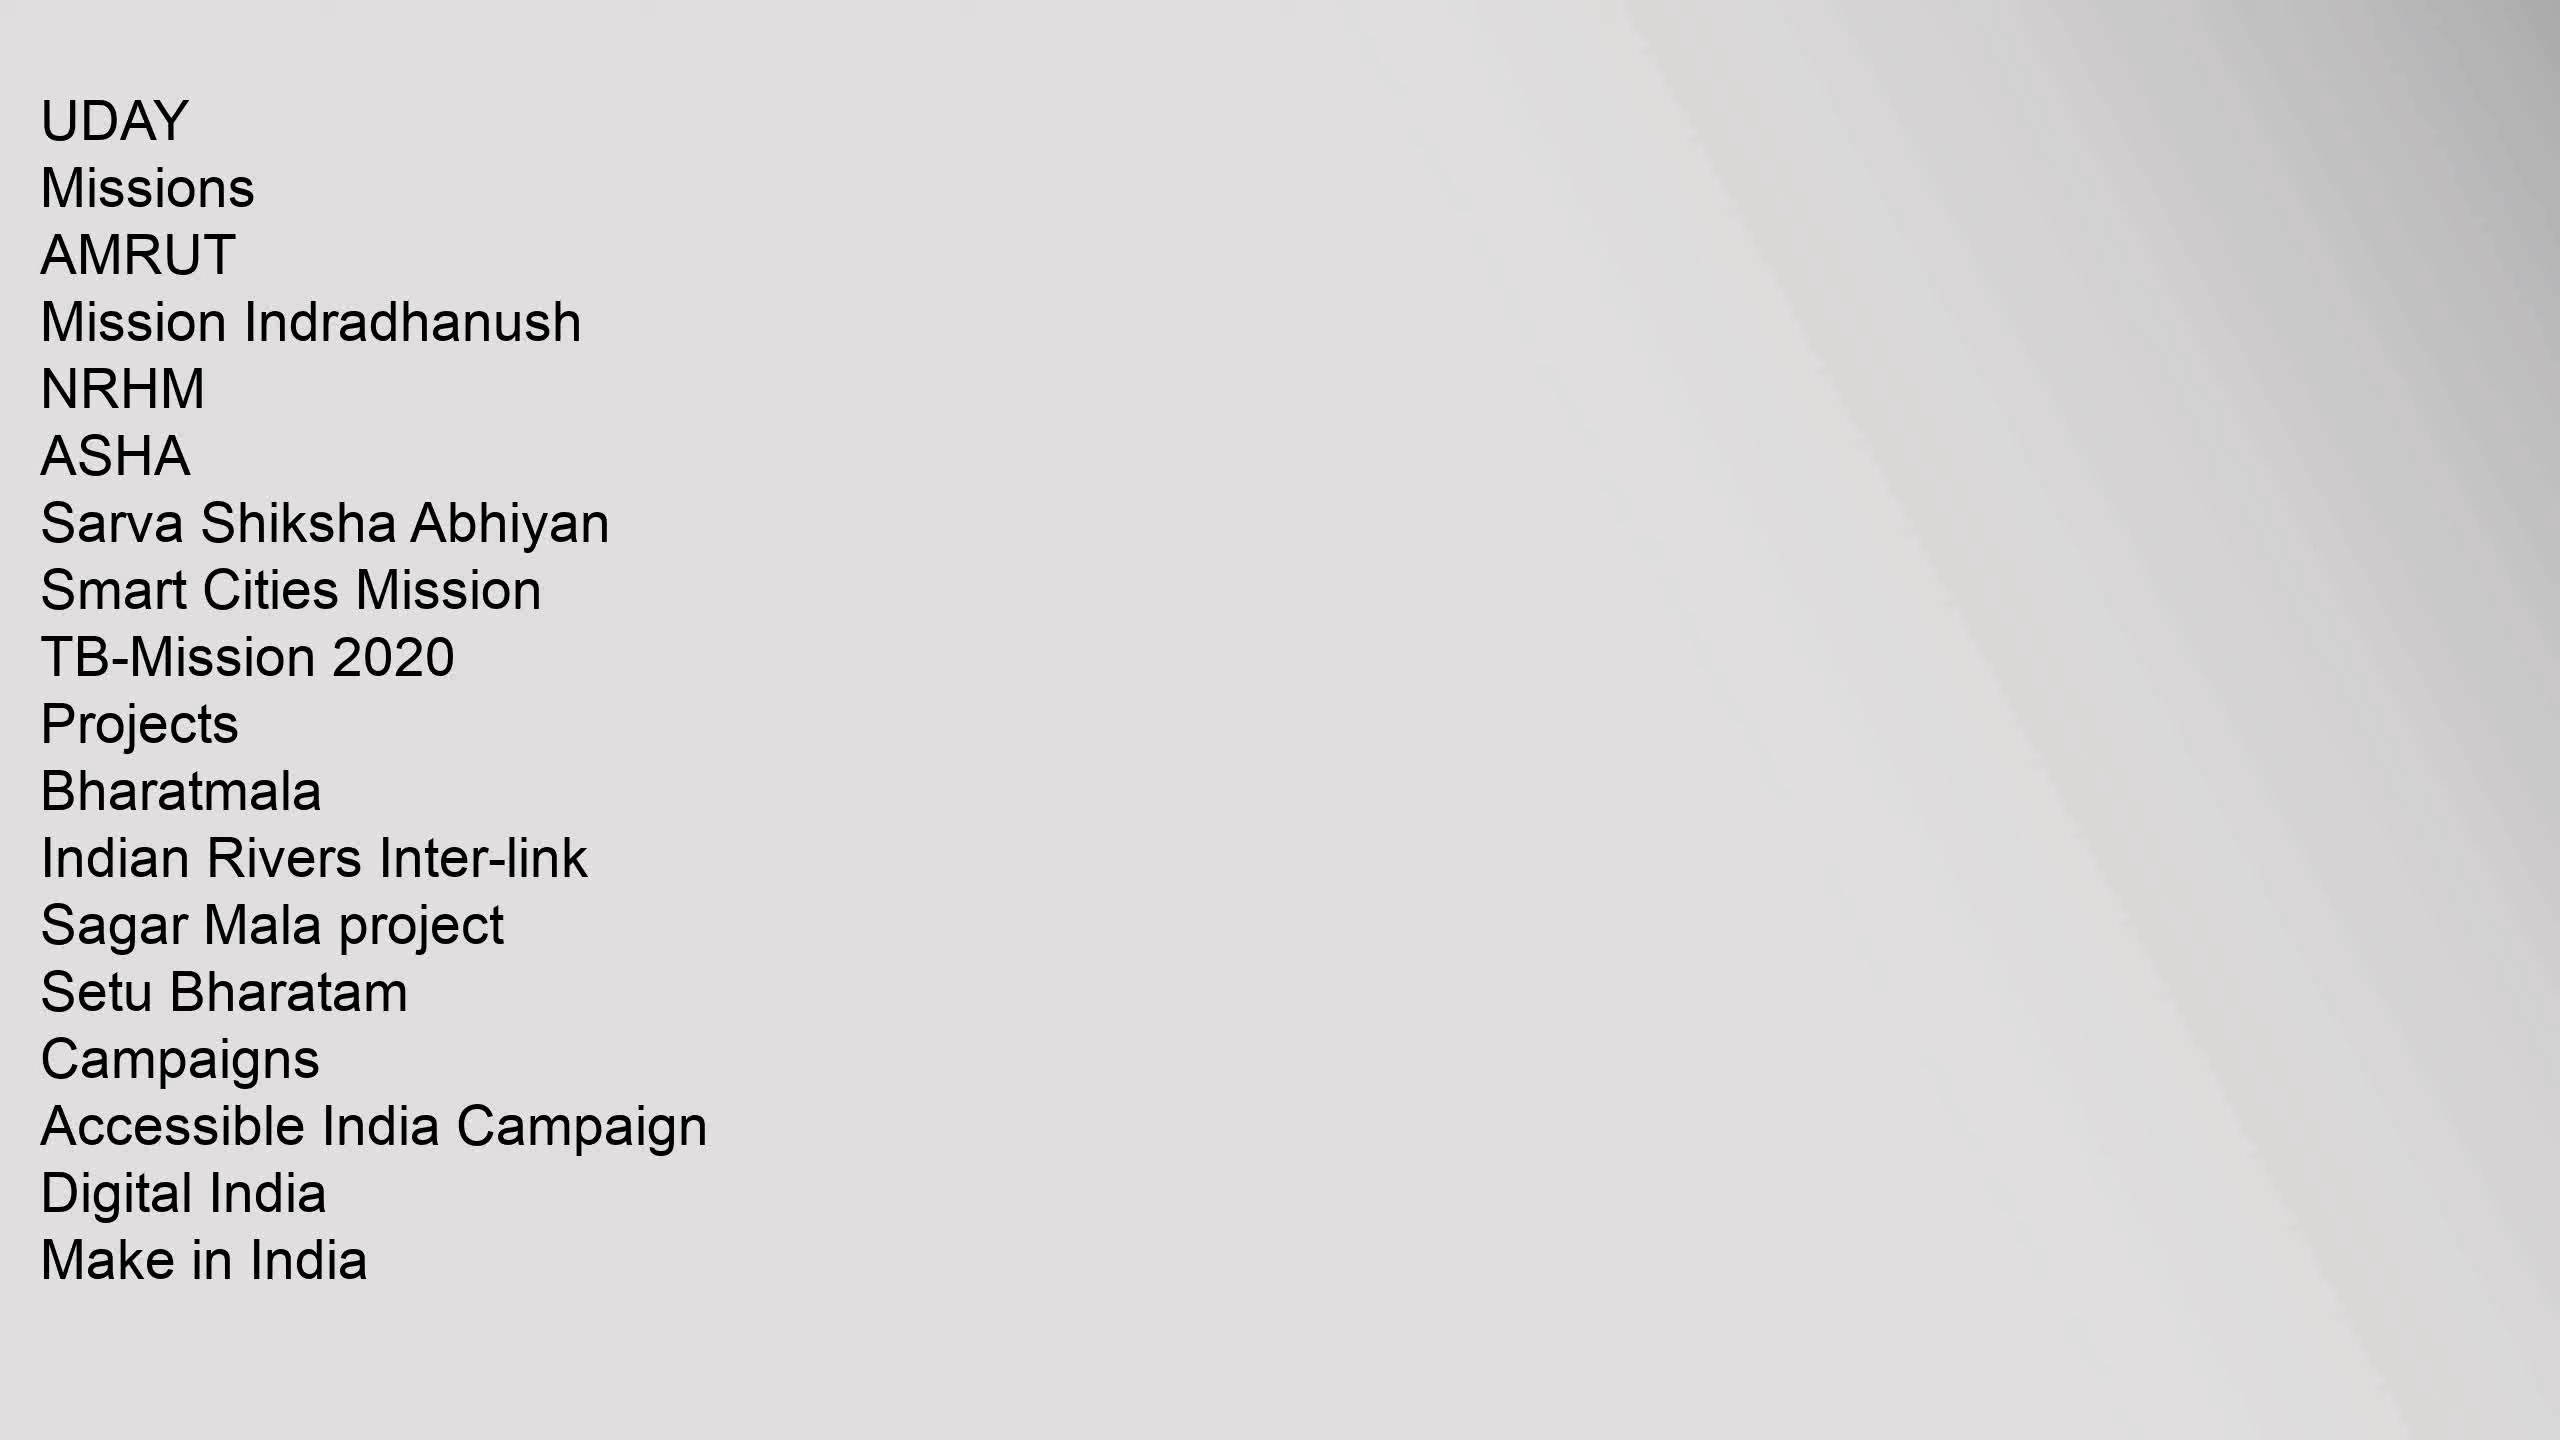 UDAY
Missions
AMRUT
Mission Indradhanush
NRHM
ASHA
Sarva Shiksha Abhiyan
Smart Cities Mission
TB-Mission 2020
Projects
Bharatmala
Indian Rivers Inter-link
Sagar Mala project
Setu Bharatam
Campaigns
Accessible India Campaign
Digital India
Make in India